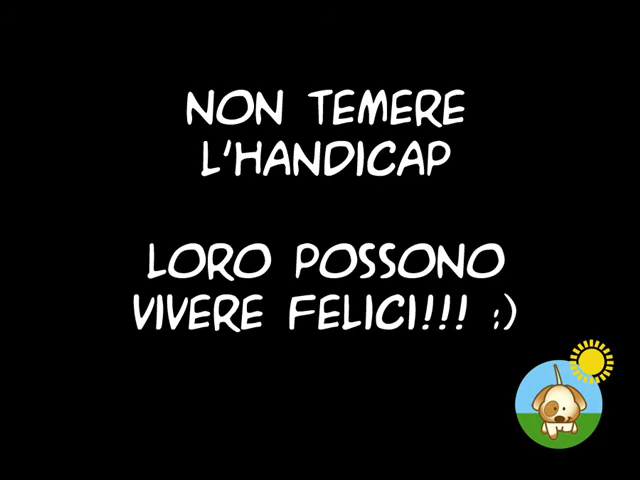 NON TEMERE
L'HANDICAP
LORO POSSONO
VIVERE FELICI!!! :)